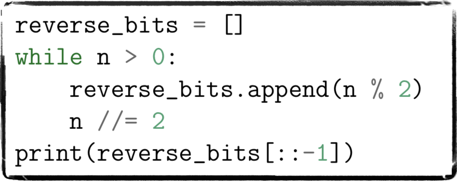 reverse_bits = []
while n > 0:
    reverse_bits.append(n % 2)
    n //= 2
print(reverse_bits[::-1])